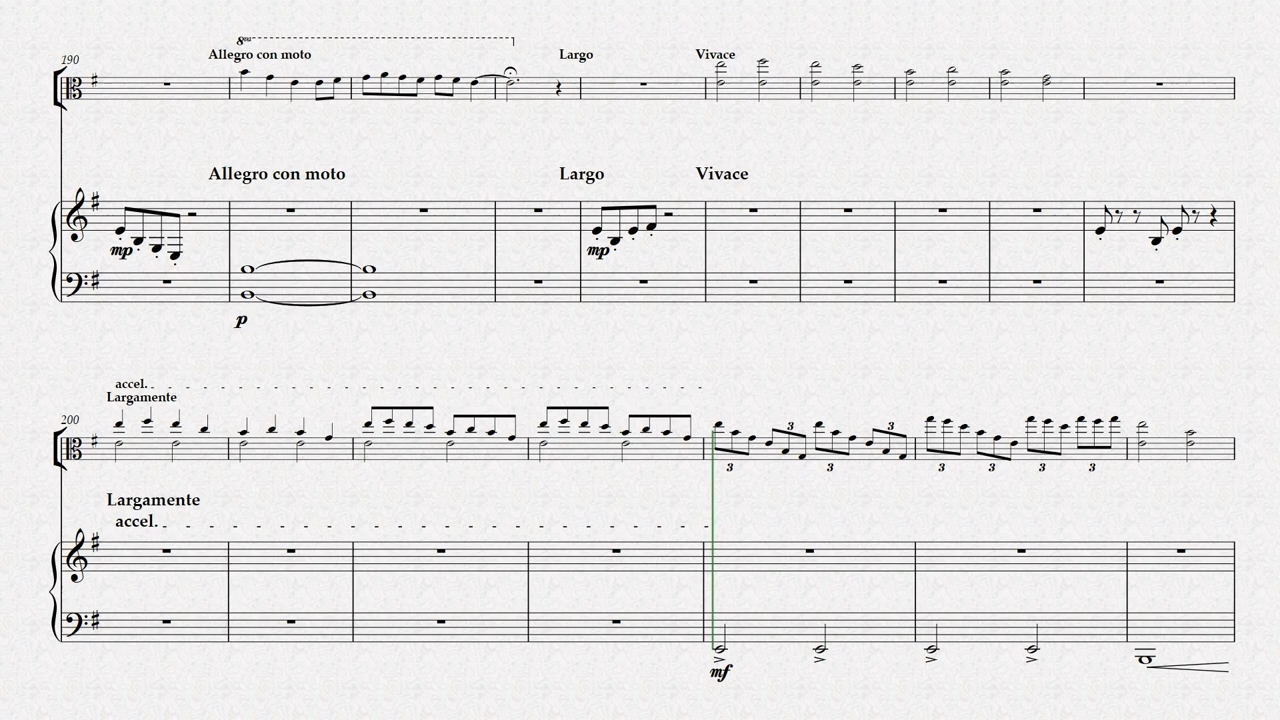 8va
190 Allegro con moto Largo Vivace
Allegro con moto Largo Vivace
mp mp
p
accel.
Largamente
200
3 3
3 3 3 3 3 3
Largamente
accel.
mf